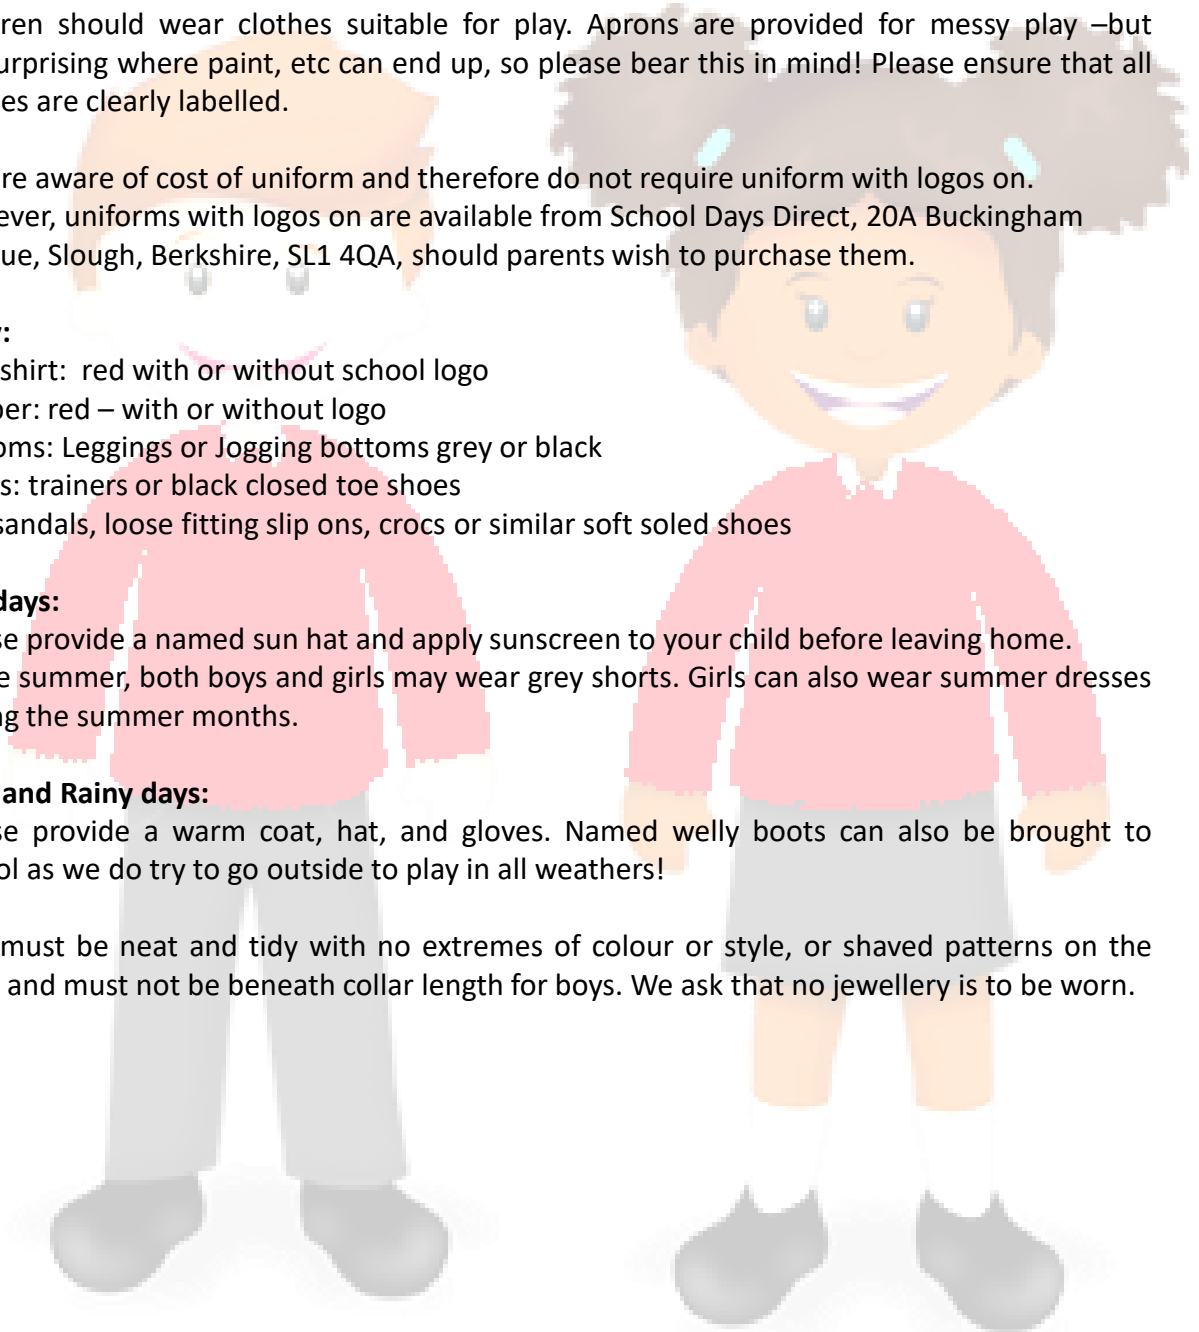 ren should wear clothes suitable for play. Aprons are provided for messy play –but
urprising where paint, etc can end up, so please bear this in mind! Please ensure that all
es are clearly labelled.
re aware of cost of uniform and therefore do not require uniform with logos on.
ever, uniforms with logos on are available from School Days Direct, 20A Buckingham
ue, Slough, Berkshire, SL1 4QA, should parents wish to purchase them.
:
shirt: red with or without school logo
er: red – with or without logo
oms: Leggings or Jogging bottoms grey or black
s: trainers or black closed toe shoes
sandals, loose fitting slip ons, crocs or similar soft soled shoes
days:
se provide a named sun hat and apply sunscreen to your child before leaving home.
e summer, both boys and girls may wear grey shorts. Girls can also wear summer dresses
g the summer months.
and Rainy days:
se provide a warm coat, hat, and gloves. Named welly boots can also be brought to
ol as we do try to go outside to play in all weathers!
must be neat and tidy with no extremes of colour or style, or shaved patterns on the
and must not be beneath collar length for boys. We ask that no jewellery is to be worn.